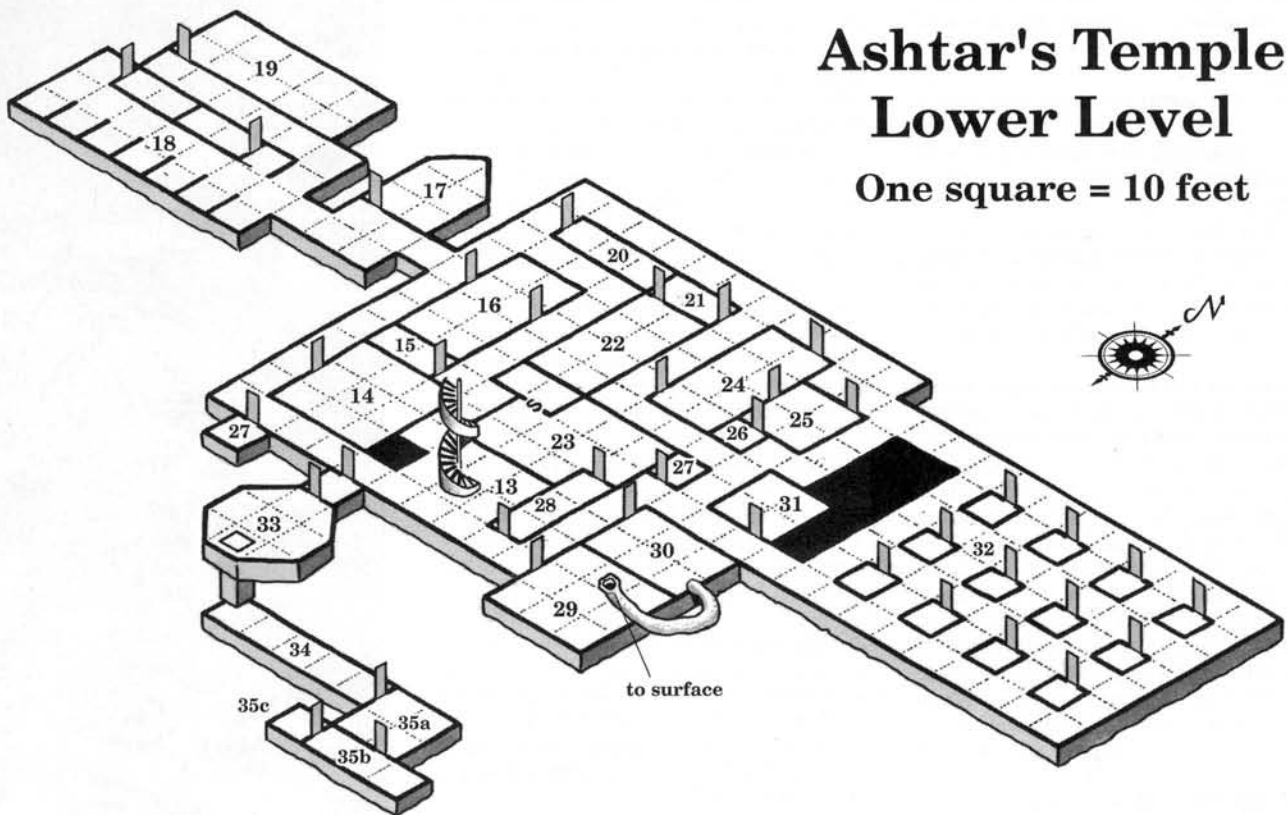 Ashtar's Temple
Lower Level
One square = 10 feet
N
19
18
17
20
21
16
22
15
24
14
25
26
27
S
23
27
13
28
31
33
32
30
29
34
to surface
35c
35a
35b